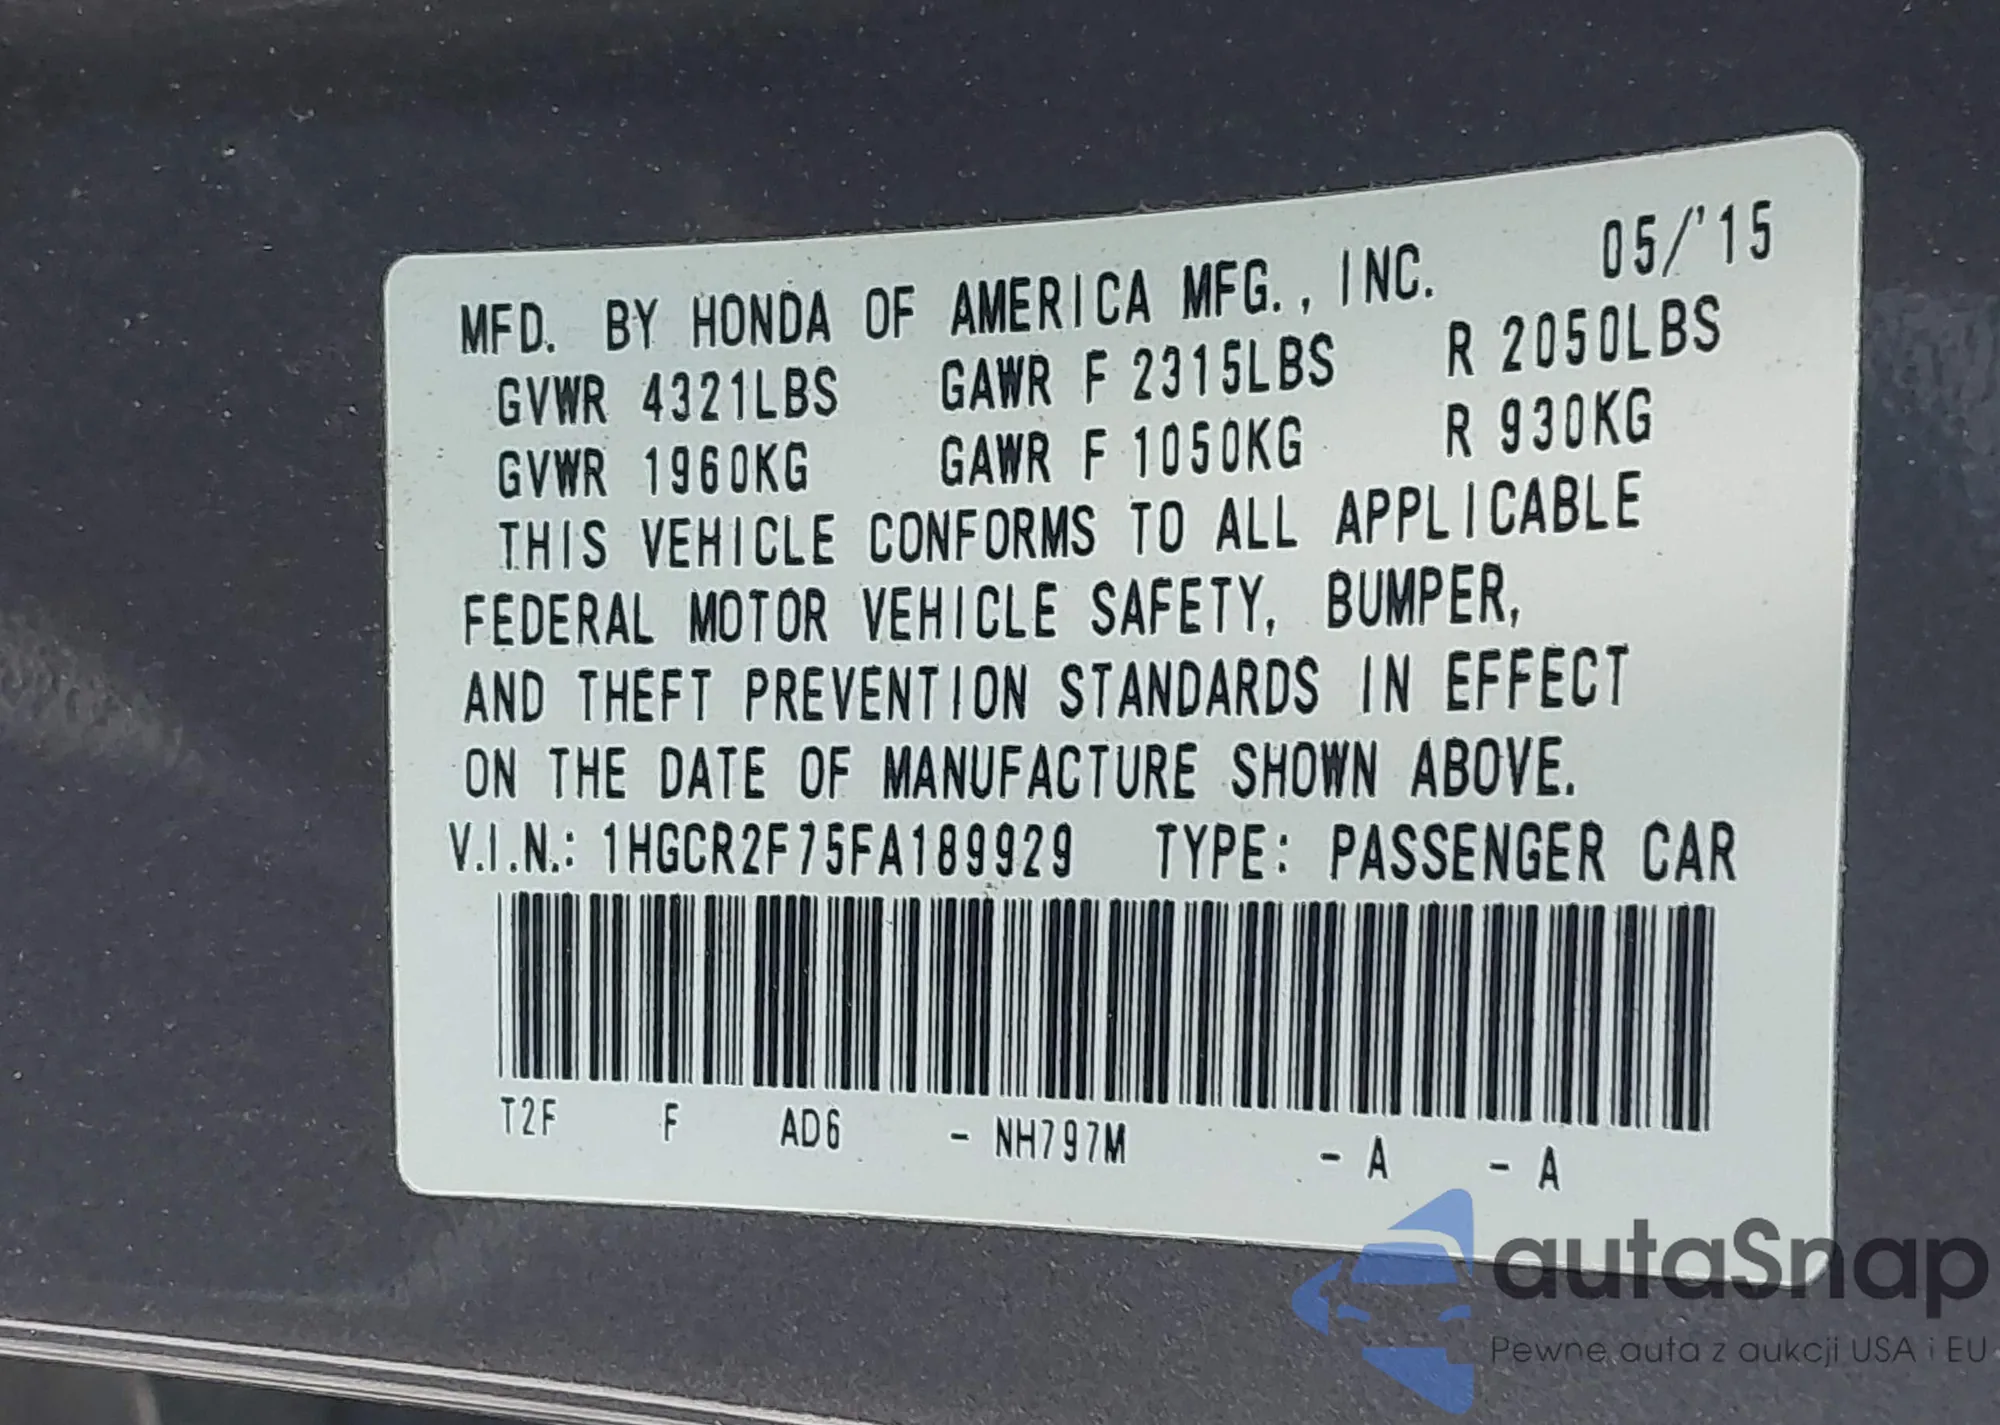 MFD. BY HONDA OF AMERICA MFG., INC. 05/'15
GVWR 4321LBS GAWR F 2315LBS R 2050LBS
GVWR 1960KG GAWR F 1050KG R 930KG
THIS VEHICLE CONFORMS TO ALL APPLICABLE
FEDERAL MOTOR VEHICLE SAFETY, BUMPER,
AND THEFT PREVENTION STANDARDS IN EFFECT
ON THE DATE OF MANUFACTURE SHOWN ABOVE.
V.I.N.: 1HGCR2F75FA189929 TYPE: PASSENGER CAR
T2F F AD6 - NH797M - A - A
autaSnap
Pewne auta z aukcji USA i EU